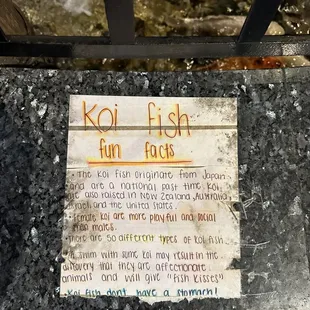 Koi Fish
fun facts
• The koi fish originate from Japan
and are a national past time. Koi
are also raised in New Zealand, Australia
and the United States.
• Female koi are more playful and social
than males.
• There are 50 different types of koi fish.
swim with some koi may result in the
discovery that they are affectionate
animals and will give "fish kisses"
• Koi fish don't have a stomach!